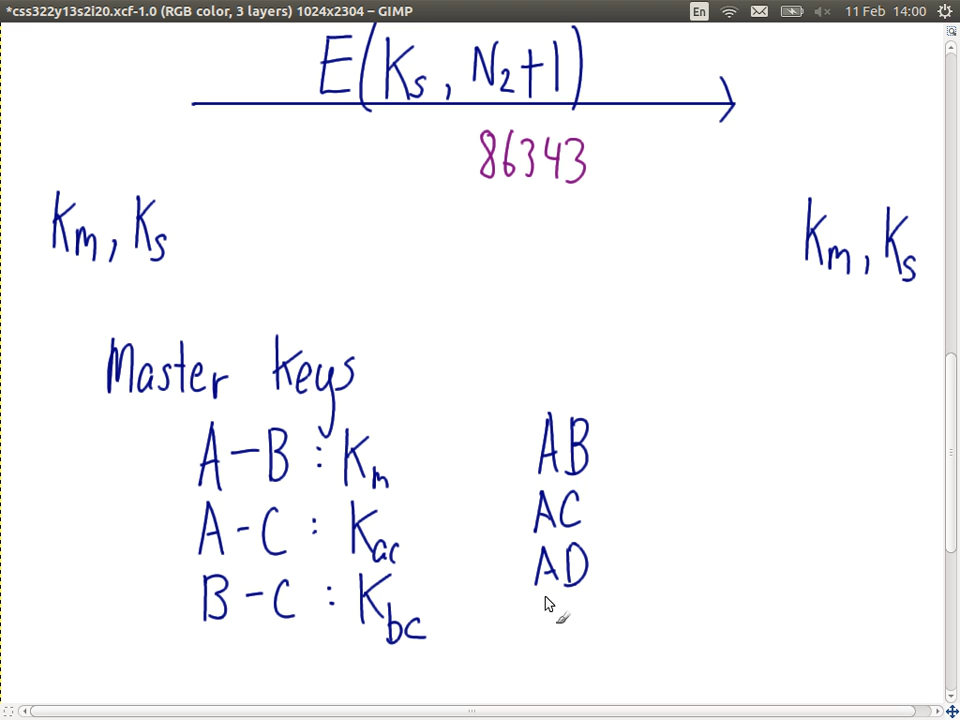 *css322y13s2i20.xcf-1.0 (RGB color, 3 layers) 1024x2304 – GIMP
En
11 Feb 14:00
E(Ks, N2+1)
86343
Km, Ks
Km, Ks
Master Keys
A-B : Km
A-C : Kac
B-C : Kbc
AB
AC
AD